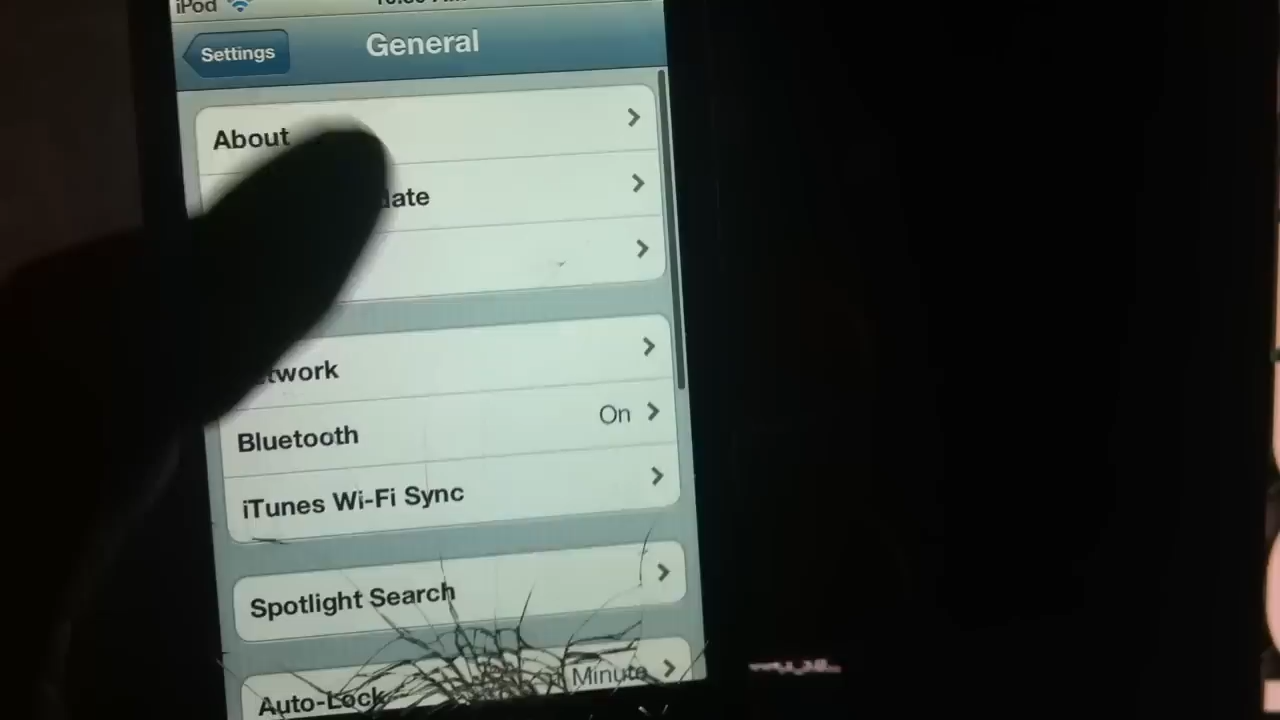 iPod
Settings
General
About
date
twork
Bluetooth On
iTunes Wi-Fi Sync
Spotlight Search
Auto-Lock Minute